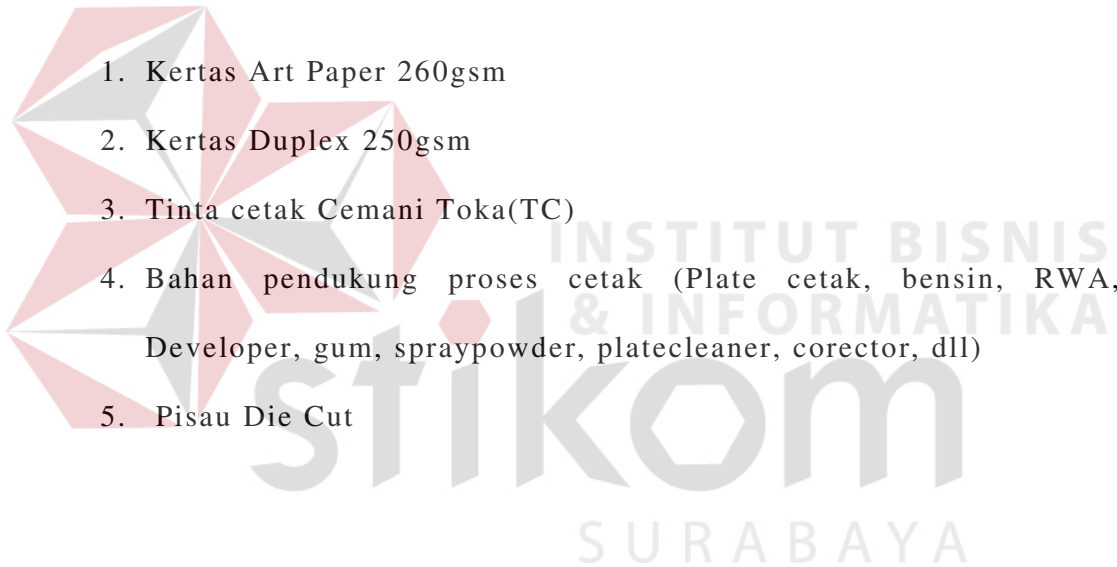 1. Kertas Art Paper 260gsm
2. Kertas Duplex 250gsm
3. Tinta cetak Cemani Toka(TC)
4. Bahan pendukung proses cetak (Plate cetak, bensin, RWA,
Developer, gum, spraypowder, platecleaner, corector, dll)
5. Pisau Die Cut
INSTITUT BISNIS
& INFORMATIKA
stikom
SURABAYA